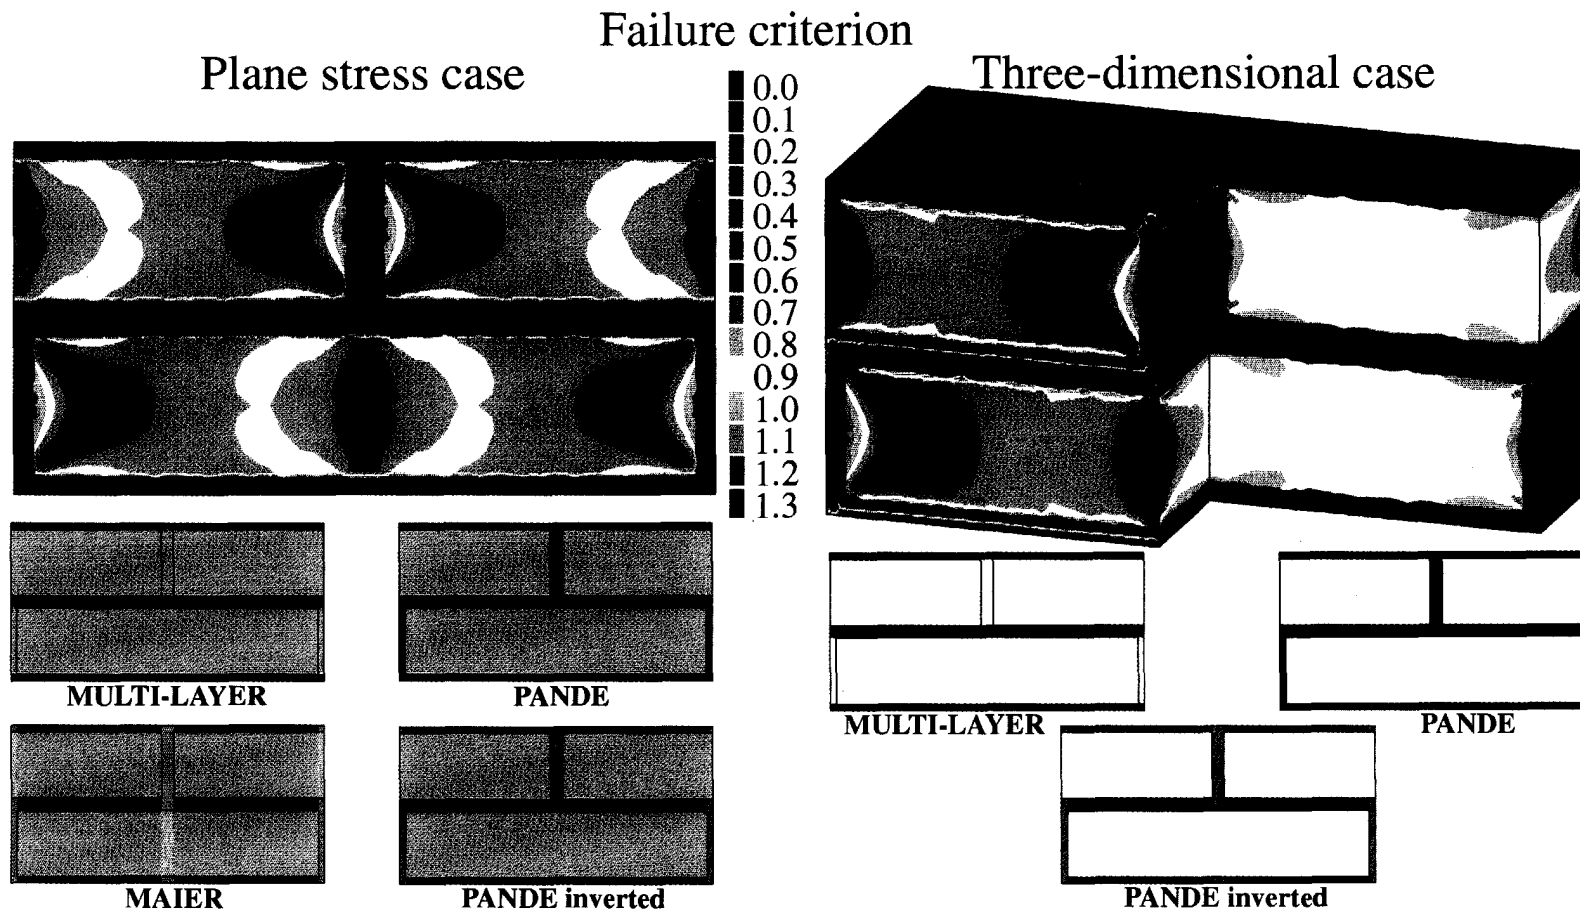 Failure criterion
Plane stress case
Three-dimensional case
0.0
0.1
0.2
0.3
0.4
0.5
0.6
0.7
0.8
0.9
1.0
1.1
1.2
1.3
MULTI-LAYER
PANDE
MAIER
PANDE inverted
MULTI-LAYER
PANDE
PANDE inverted